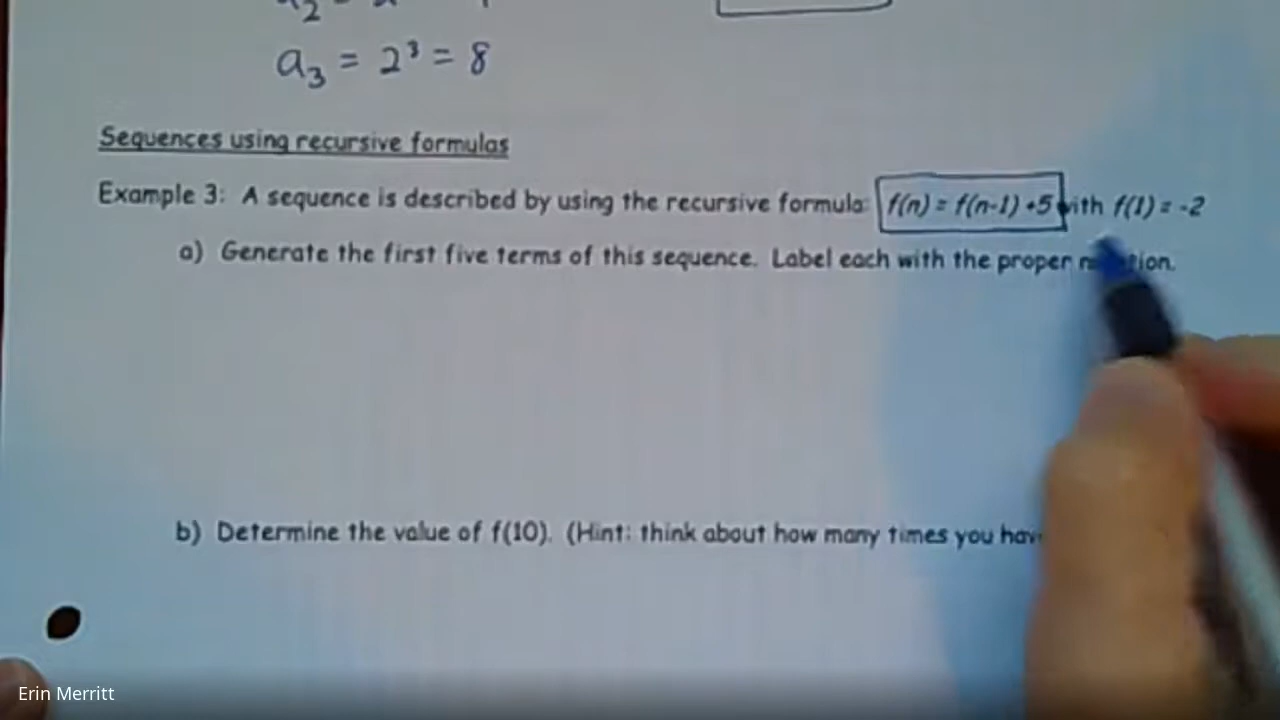 a₃ = 2³ = 8
Sequences using recursive formulas
Example 3: A sequence is described by using the recursive formula: f(n) = f(n-1) +5 with f(1) = -2
a) Generate the first five terms of this sequence. Label each with the proper
b) Determine the value of f(10). (Hint: think about how many times you
Erin Merritt